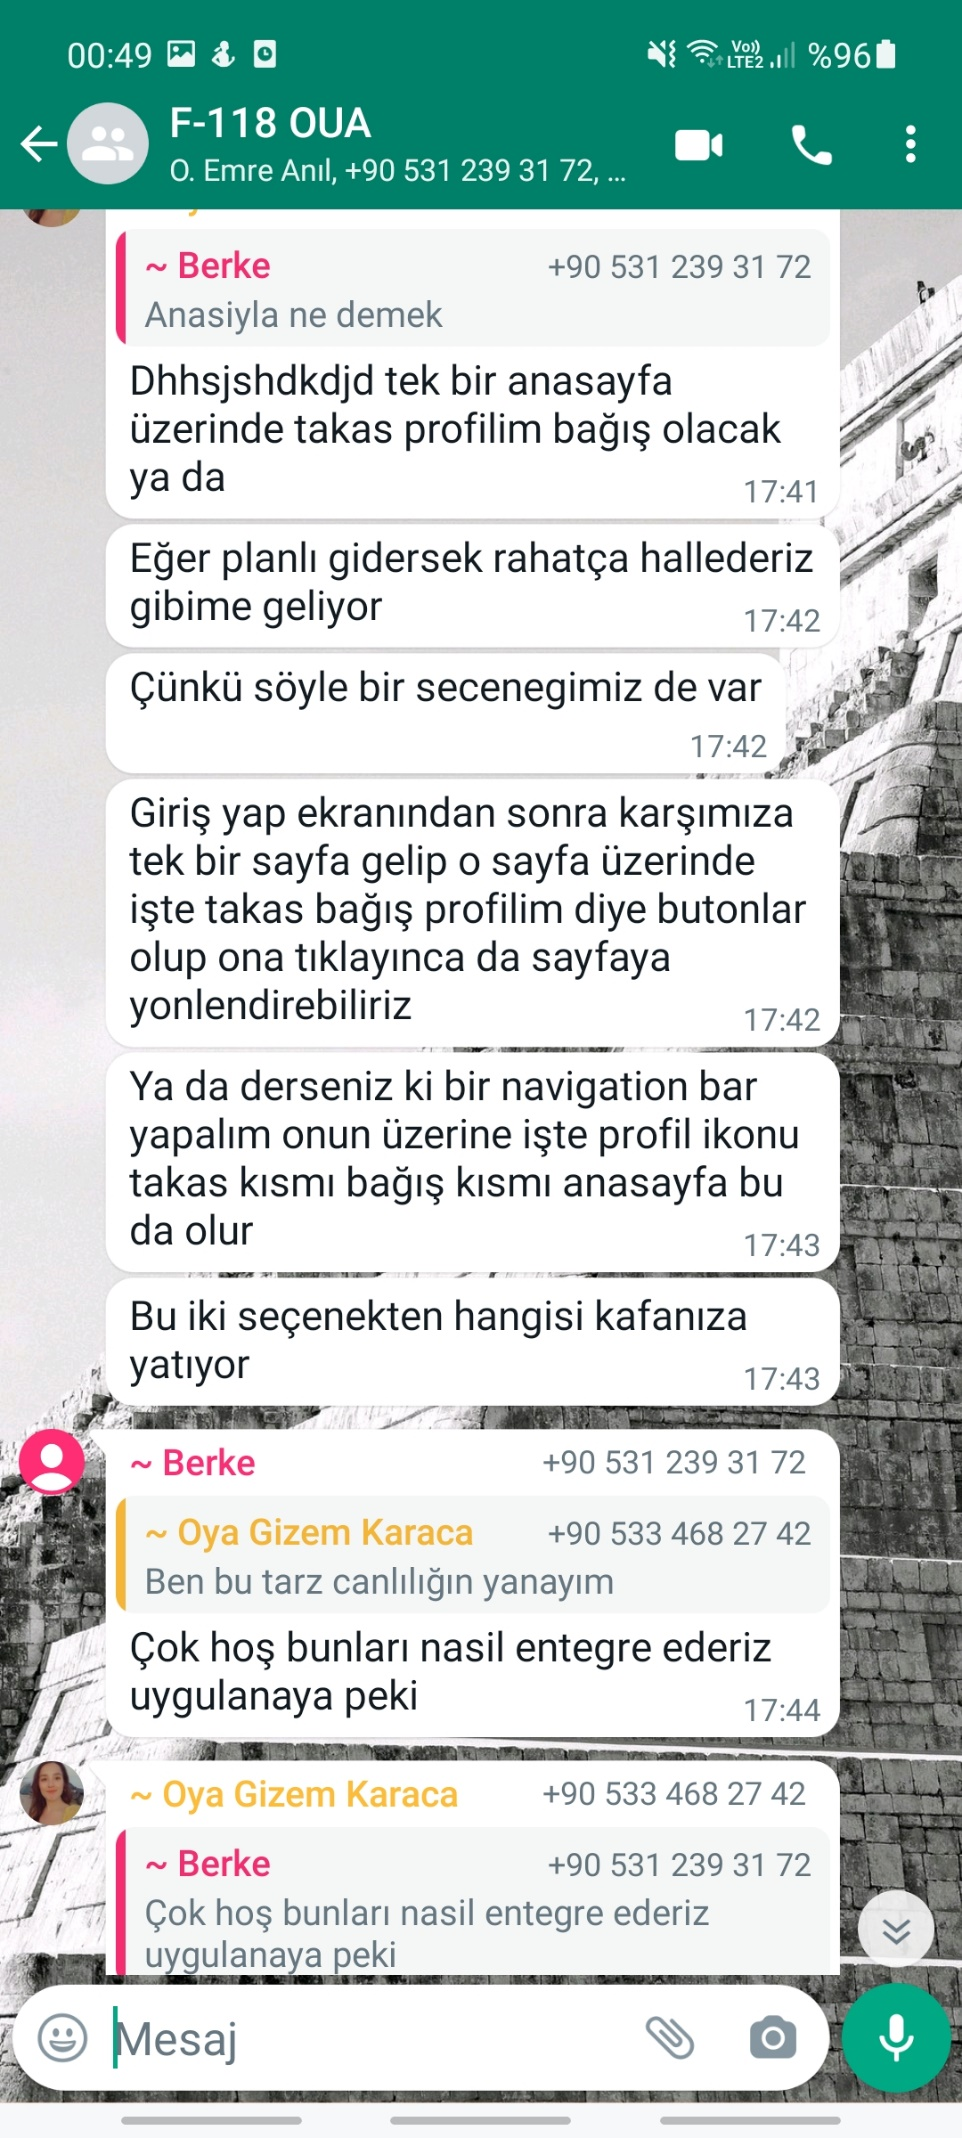 00:49
Vo)) LTE2 %96
F-118 OUA
O. Emre Anıl, +90 531 239 31 72, ...
~ Berke +90 531 239 31 72
Anasiyla ne demek
Dhhsjshdkdjd tek bir anasayfa
üzerinde takas profilim bağış olacak
ya da
17:41
Eğer planlı gidersek rahatça hallederiz
gibime geliyor
17:42
Çünkü söyle bir secenegimiz de var
17:42
Giriş yap ekranından sonra karşımıza
tek bir sayfa gelip o sayfa üzerinde
işte takas bağış profilim diye butonlar
olup ona tıklayınca da sayfaya
yonlendirebiliriz
17:42
Ya da derseniz ki bir navigation bar
yapalım onun üzerine işte profil ikonu
takas kısmı bağış kısmı anasayfa bu
da olur
17:43
Bu iki seçenekten hangisi kafanıza
yatıyor
17:43
~ Berke +90 531 239 31 72
~ Oya Gizem Karaca +90 533 468 27 42
Ben bu tarz canlılığın yanayım
Çok hoş bunları nasil entegre ederiz
uygulanaya peki
17:44
~ Oya Gizem Karaca +90 533 468 27 42
~ Berke +90 531 239 31 72
Çok hoş bunları nasil entegre ederiz
uygulanaya peki
Mesaj